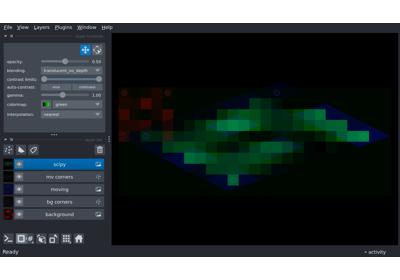 File View Layers Plugins Window Help
opacity: 0.50
blending: translucent_no_depth
contrast limits:
auto-contrast: once continuous
gamma: 1.00
colormap: green
interpolation: nearest
scipy
mv corners
moving
bg corners
background
Ready
activity